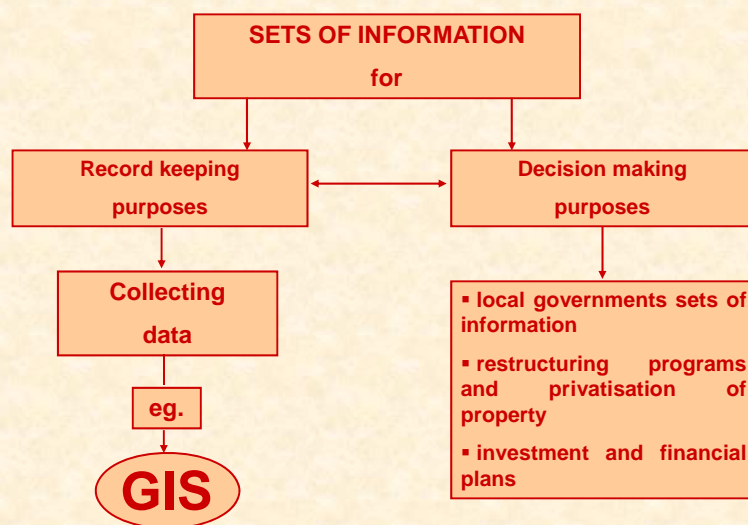 SETS OF INFORMATION
for
Record keeping
purposes
Decision making
purposes
Collecting
data
eg.
GIS
▪ local governments sets of
information
▪ restructuring programs
and privatisation of
property
▪ investment and financial
plans